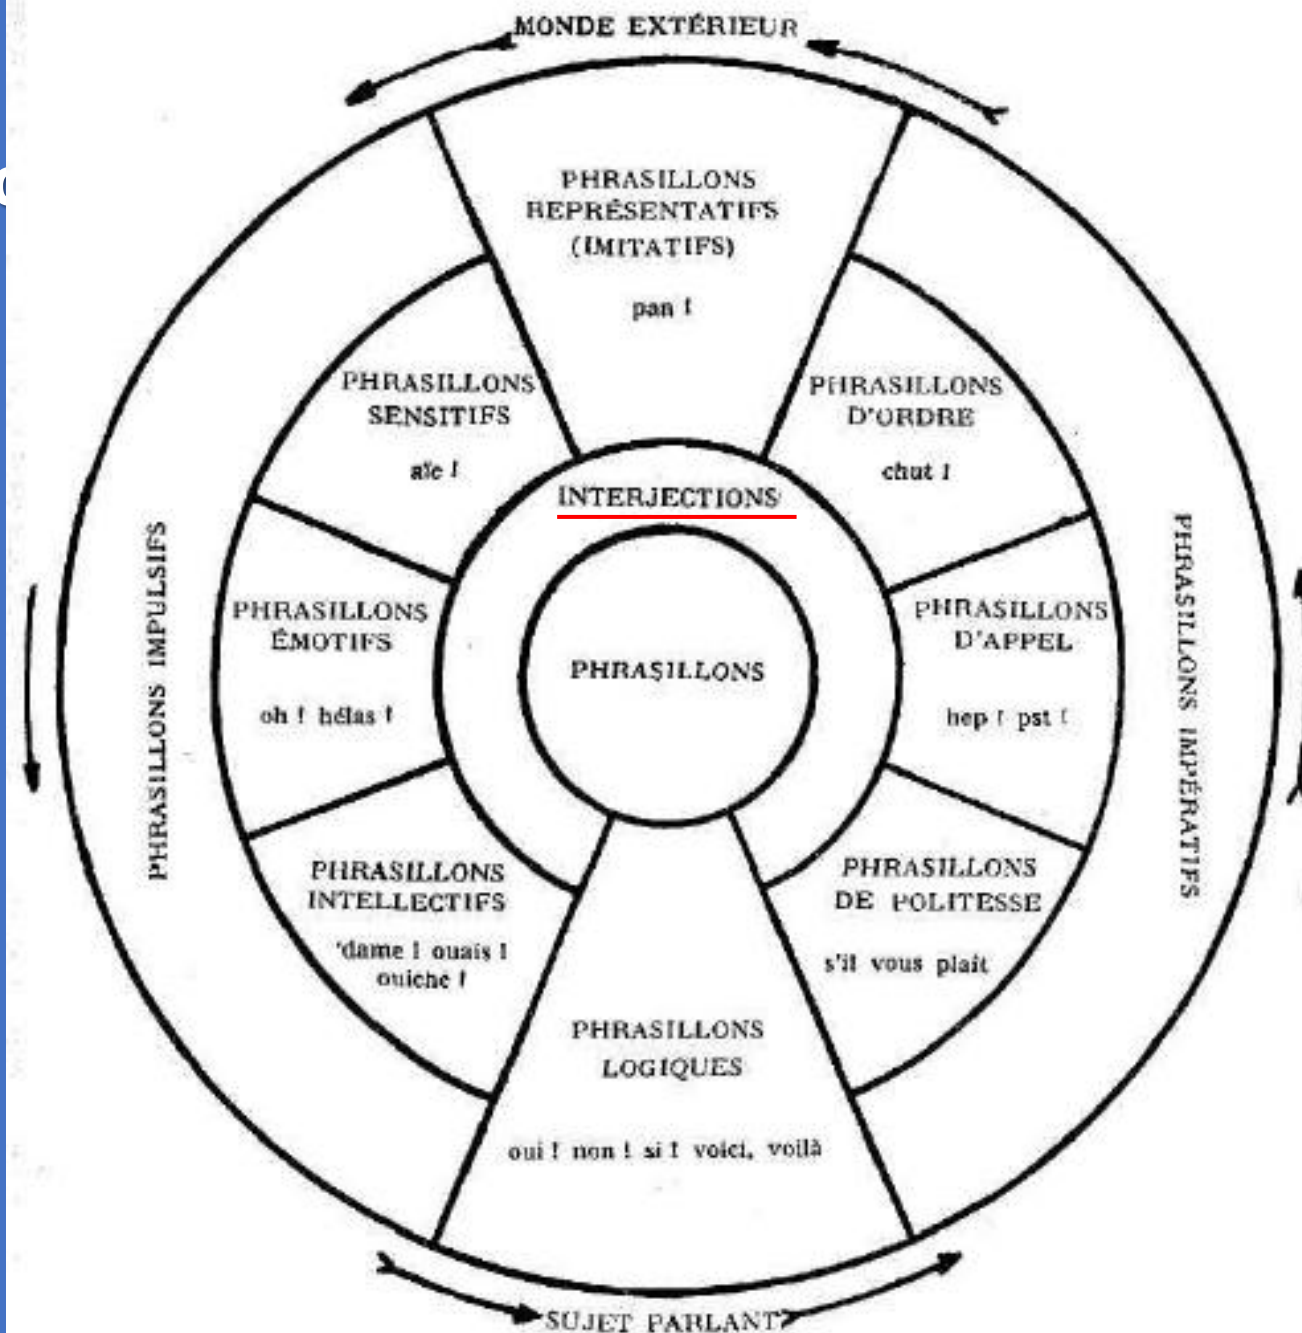 MONDE EXTÉRIEUR
PHRASILLONS
REPRÉSENTATIFS
(IMITATIFS)
pan !
PHRASILLONS
SENSITIFS
aïe !
PHRASILLONS
D'ORDRE
chut !
INTERJECTIONS
PHRASILLONS IMPULSIFS
PHRASILLONS
ÉMOTIFS
oh ! hélas !
PHRASILLONS
PHRASILLONS
D'APPEL
hep ! pst !
PHRASILLONS IMPÉRATIFS
PHRASILLONS
INTELLECTIFS
'dame ! ouais !
ouiche !
PHRASILLONS
DE POLITESSE
s'il vous plaît
PHRASILLONS
LOGIQUES
oui ! non ! si ! voici, voilà
SUJET PARLANT